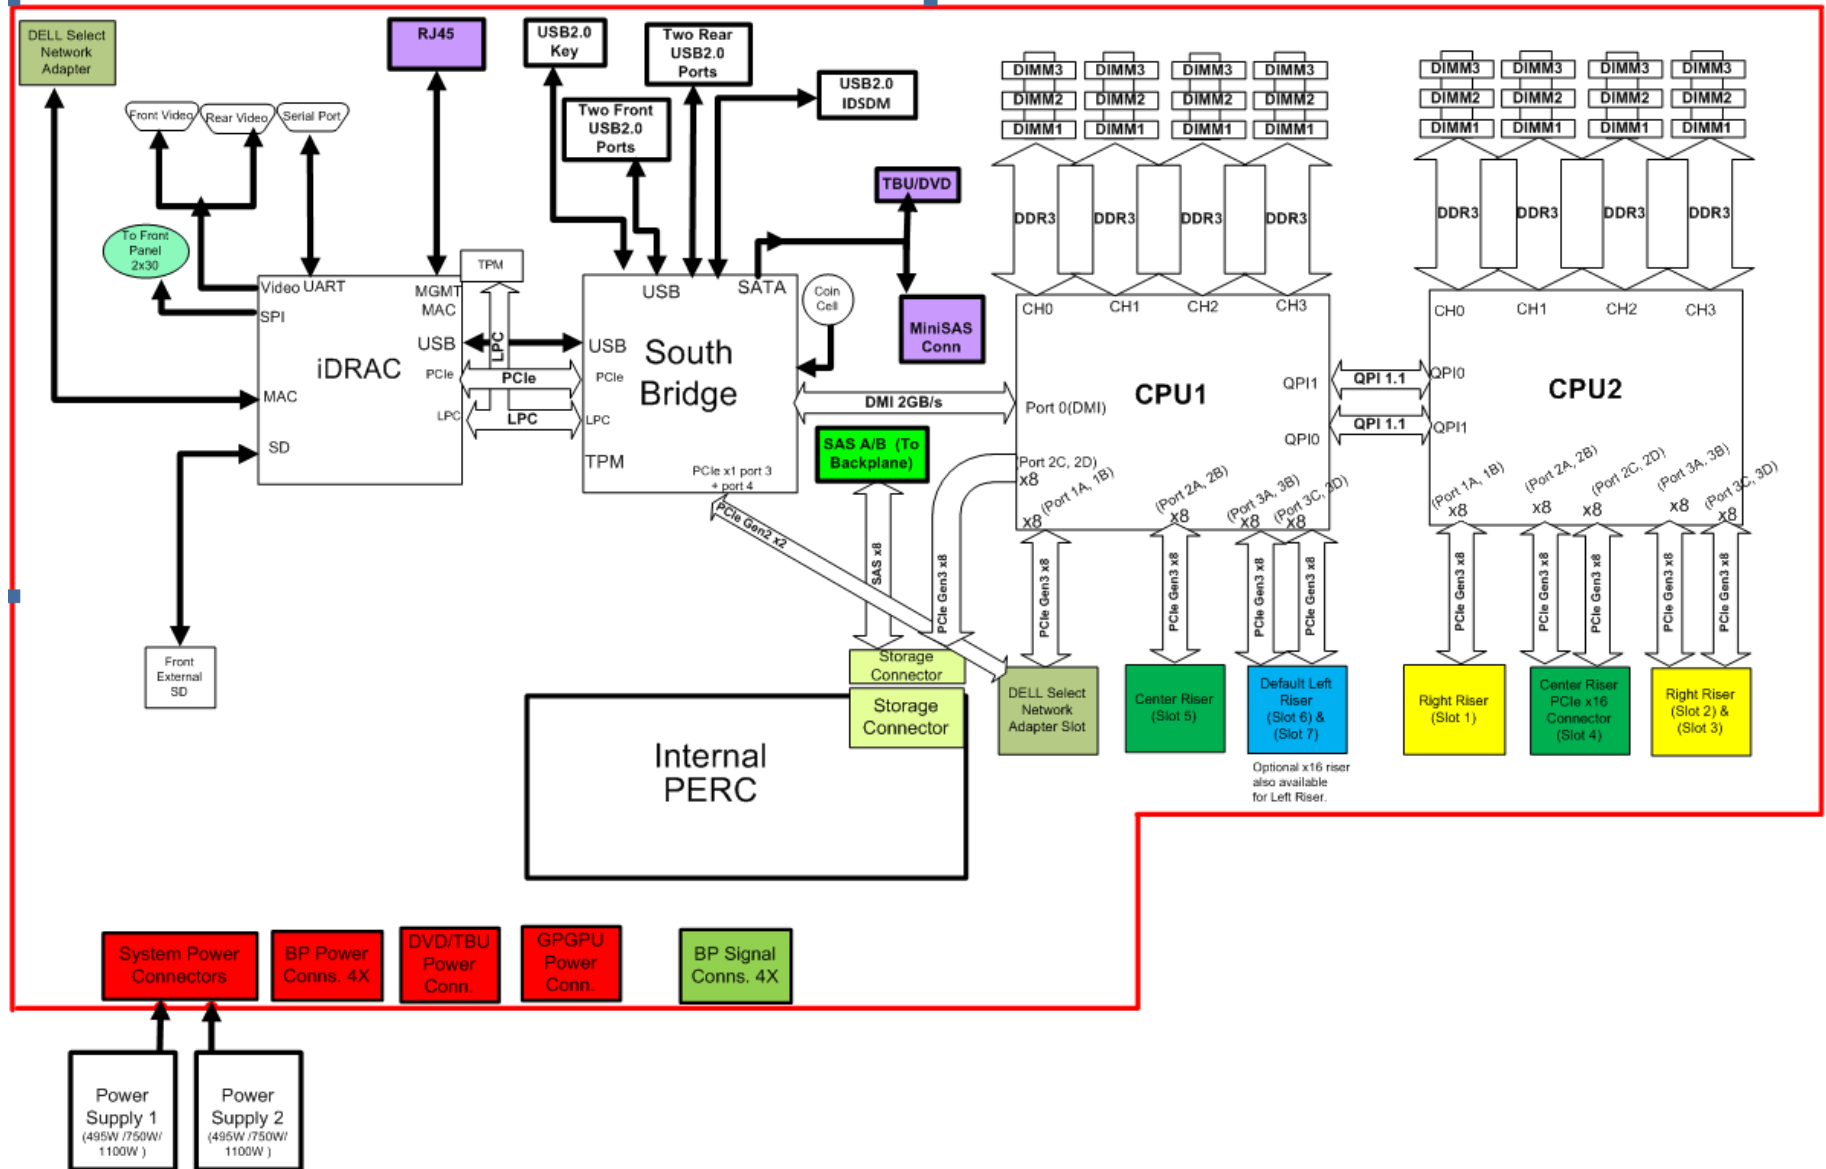 DELL Select
Network
Adapter
RJ45
USB2.0
Key
Two Rear
USB2.0
Ports
USB2.0
IDSDM
Two Front
USB2.0
Ports
Front Video
Rear Video
Serial Port
TBU/DVD
To Front
Panel
2x30
TPM
Coin
Cell
MiniSAS
Conn
DIMM3
DIMM2
DIMM1
DIMM3
DIMM2
DIMM1
DIMM3
DIMM2
DIMM1
DIMM3
DIMM2
DIMM1
DIMM3
DIMM2
DIMM1
DIMM3
DIMM2
DIMM1
DIMM3
DIMM2
DIMM1
DIMM3
DIMM2
DIMM1
DDR3
DDR3
DDR3
DDR3
DDR3
DDR3
DDR3
DDR3
Video UART
MGMT
MAC
SPI
USB
iDRAC
PCIe
MAC
LPC
SD
LPC
PCIe
LPC
USB
SATA
USB
South
Bridge
PCIe
LPC
TPM
PCIe x1 port 3
+ port 4
DMI 2GB/s
CH0
CH1
CH2
CH3
CPU1
QPI1
Port 0(DMI)
QPI0
(Port 2C, 2D)
x8
(Port 1A, 1B)
x8
(Port 2A, 2B)
x8
(Port 3A, 3B)
x8
(Port 3C, 3D)
x8
QPI 1.1
QPI 1.1
CH0
CH1
CH2
CH3
QPI0
CPU2
QPI1
(Port 1A, 1B)
x8
(Port 2A, 2B)
x8
(Port 2C, 2D)
x8
(Port 3A, 3B)
x8
(Port 3C, 3D)
x8
SAS A/B (To
Backplane)
PCIe Gen2 x2
SAS x8
PCIe Gen3 x8
PCIe Gen3 x8
PCIe Gen3 x8
PCIe Gen3 x8
PCIe Gen3 x8
PCIe Gen3 x8
PCIe Gen3 x8
PCIe Gen3 x8
PCIe Gen3 x8
PCIe Gen3 x8
Front
External
SD
Storage
Connector
Storage
Connector
Internal
PERC
DELL Select
Network
Adapter Slot
Center Riser
(Slot 5)
Default Left
Riser
(Slot 6) &
(Slot 7)
Optional x16 riser
also available
for Left Riser.
Right Riser
(Slot 1)
Center Riser
PCIe x16
Connector
(Slot 4)
Right Riser
(Slot 2) &
(Slot 3)
System Power
Connectors
BP Power
Conns. 4X
DVD/TBU
Power
Conn.
GPGPU
Power
Conn.
BP Signal
Conns. 4X
Power
Supply 1
(495W /750W/
1100W )
Power
Supply 2
(495W /750W/
1100W )